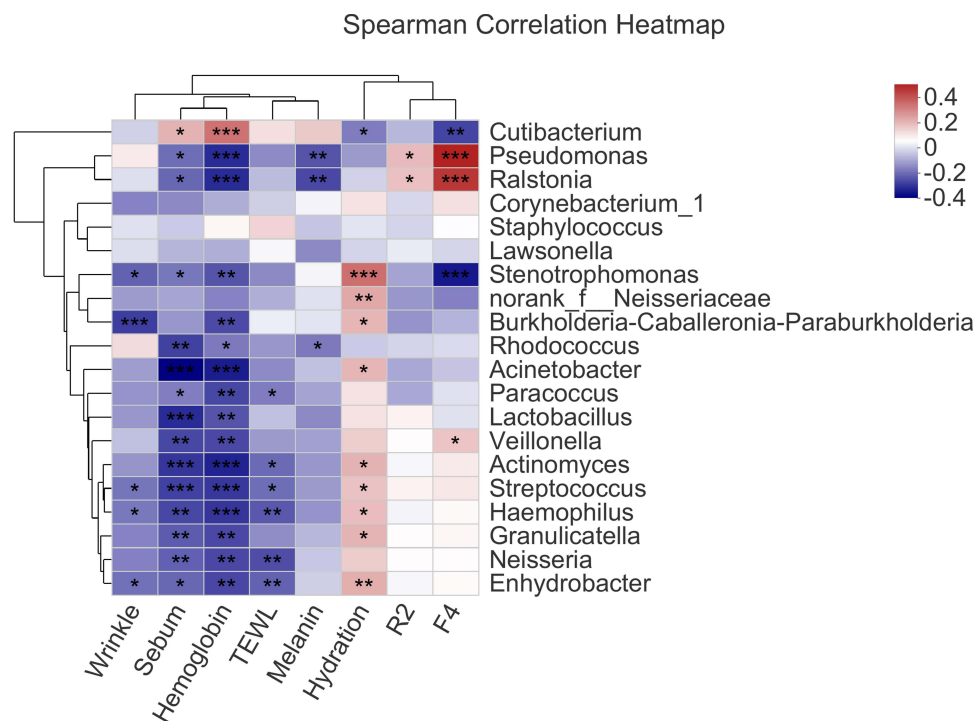 Spearman Correlation Heatmap
0.4
0.2
0
-0.2
-0.4
* *** * ** Cutibacterium
* *** ** * *** Pseudomonas
* *** ** * *** Ralstonia
Corynebacterium_1
Staphylococcus
Lawsonella
* * ** *** *** Stenotrophomonas
** norank_f__Neisseriaceae
*** ** * Burkholderia-Caballeronia-Paraburkholderia
** * * Rhodococcus
*** *** * Acinetobacter
* ** * Paracoccus
*** ** Lactobacillus
** ** * Veillonella
*** *** * * Actinomyces
* *** *** * * Streptococcus
* ** *** ** * Haemophilus
** ** * Granulicatella
** ** ** Neisseria
* * ** ** ** Enhydrobacter
Wrinkle
Sebum
Hemoglobin
TEWL
Melanin
Hydration
R2
F4